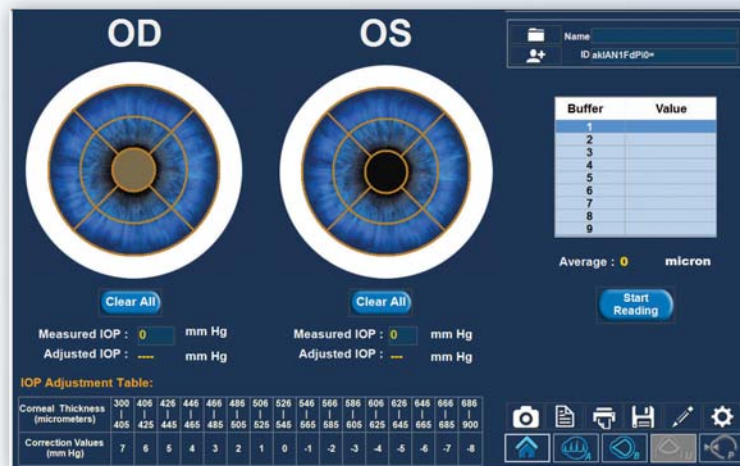 OD
OS
Name
ID akIAN1FdPi0=
Buffer Value
1
2
3
4
5
6
7
8
9
Average : 0 micron
Start
Reading
Clear All
Clear All
Measured IOP : 0 mm Hg
Adjusted IOP : ---- mm Hg
Measured IOP : 0 mm Hg
Adjusted IOP : --- mm Hg
IOP Adjustment Table:
Corneal Thickness (micrometers) 300 | 405 406 | 425 426 | 445 446 | 465 466 | 485 486 | 505 506 | 525 526 | 545 546 | 565 566 | 585 586 | 605 606 | 625 626 | 645 646 | 665 666 | 685 686 | 900
Correction Values (mm Hg) 7 6 5 4 3 2 1 0 -1 -2 -3 -4 -5 -6 -7 -8
A
B
U
P